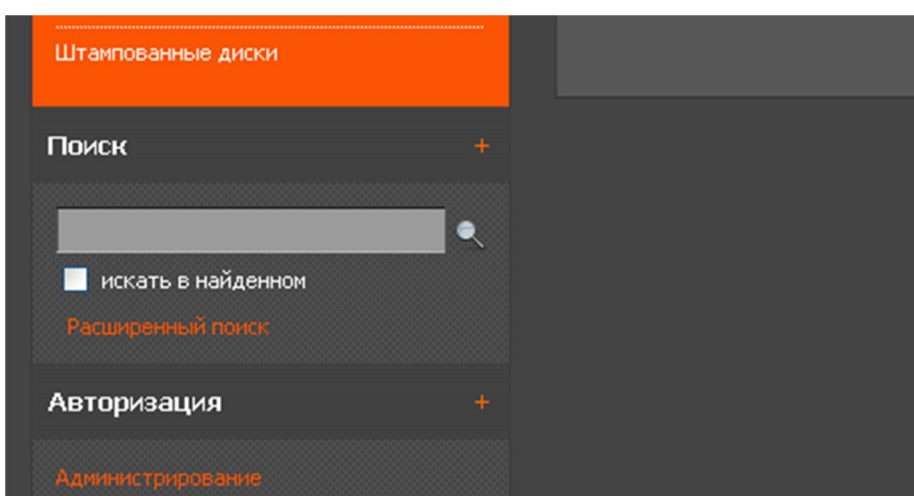 Штампованные диски
Поиск +
искать в найденном
Расширенный поиск
Авторизация +
Администрирование